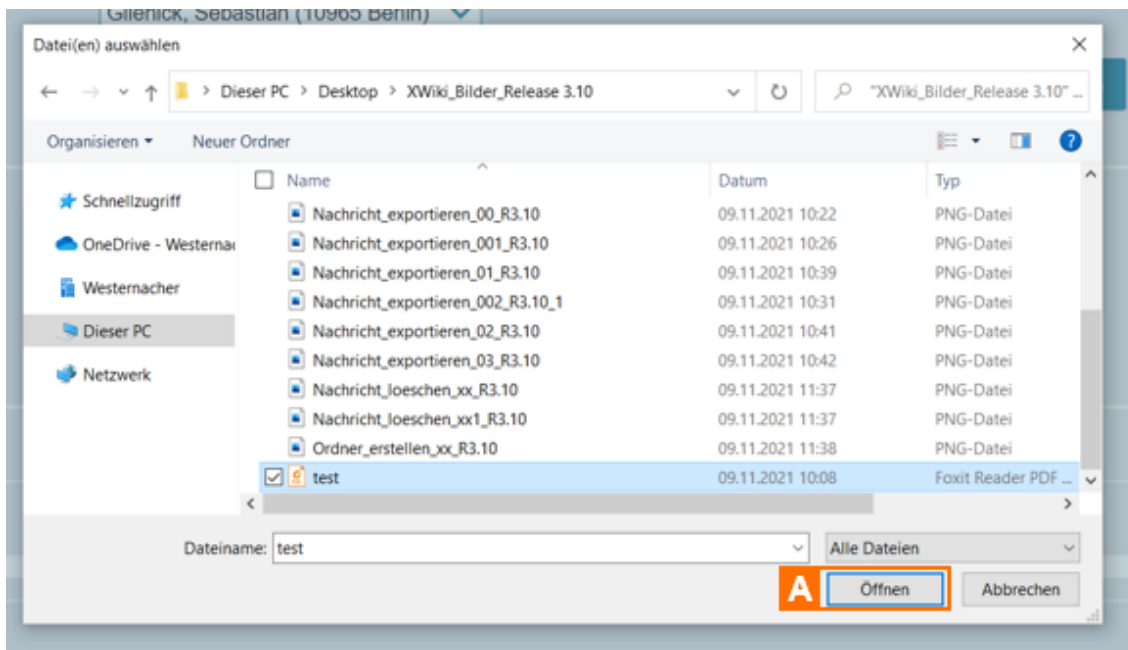 Gilenick, Sebastian (10965 Berlin)
Datei(en) auswählen
Dieser PC > Desktop > XWiki_Bilder_Release 3.10
"XWiki_Bilder_Release 3.10" ...
Organisieren Neuer Ordner
Name Datum Typ
Schnellzugriff
OneDrive - Westernac
Westernacher
Dieser PC
Netzwerk
Nachricht_exportieren_00_R3.10 09.11.2021 10:22 PNG-Datei
Nachricht_exportieren_001_R3.10 09.11.2021 10:26 PNG-Datei
Nachricht_exportieren_01_R3.10 09.11.2021 10:39 PNG-Datei
Nachricht_exportieren_002_R3.10_1 09.11.2021 10:31 PNG-Datei
Nachricht_exportieren_02_R3.10 09.11.2021 10:41 PNG-Datei
Nachricht_exportieren_03_R3.10 09.11.2021 10:42 PNG-Datei
Nachricht_loeschen_xx_R3.10 09.11.2021 11:37 PNG-Datei
Nachricht_loeschen_xx1_R3.10 09.11.2021 11:37 PNG-Datei
Ordner_erstellen_xx_R3.10 09.11.2021 11:38 PNG-Datei
test 09.11.2021 10:08 Foxit Reader PDF ...
Dateiname: test Alle Dateien
A Öffnen Abbrechen